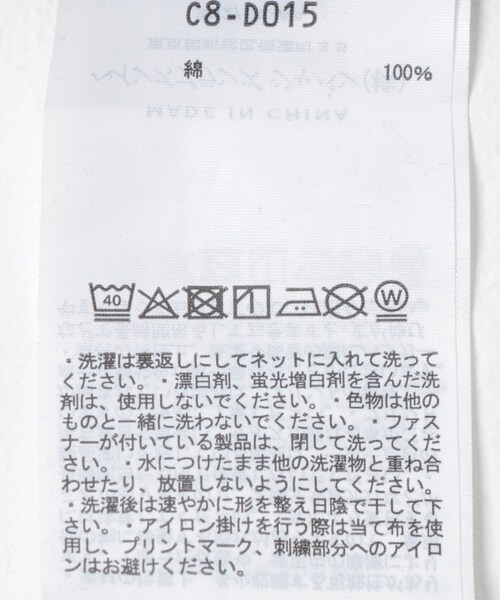 C8-D015
綿 100%
40 W
・洗濯は裏返しにしてネットに入れて洗って
ください。・漂白剤、蛍光増白剤を含んだ洗
剤は、使用しないでください。・色物は他の
ものと一緒に洗わないでください。・ファス
ナーが付いている製品は、閉じて洗ってくだ
さい。・水につけたまま他の洗濯物と重ね合
わせたり、放置しないようにしてください。
・洗濯後は速やかに形を整え日陰で干して下
さい。・アイロン掛けを行う際は当て布を使
用し、プリントマーク、刺繍部分へのアイロ
ンはお避けください。
MADE IN CHINA